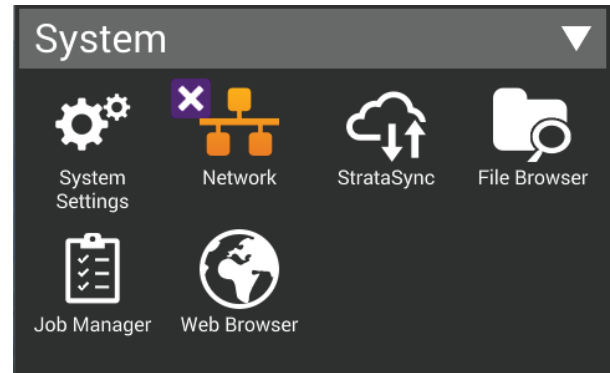 System
System
Settings
Network
StrataSync
File Browser
Job Manager
Web Browser